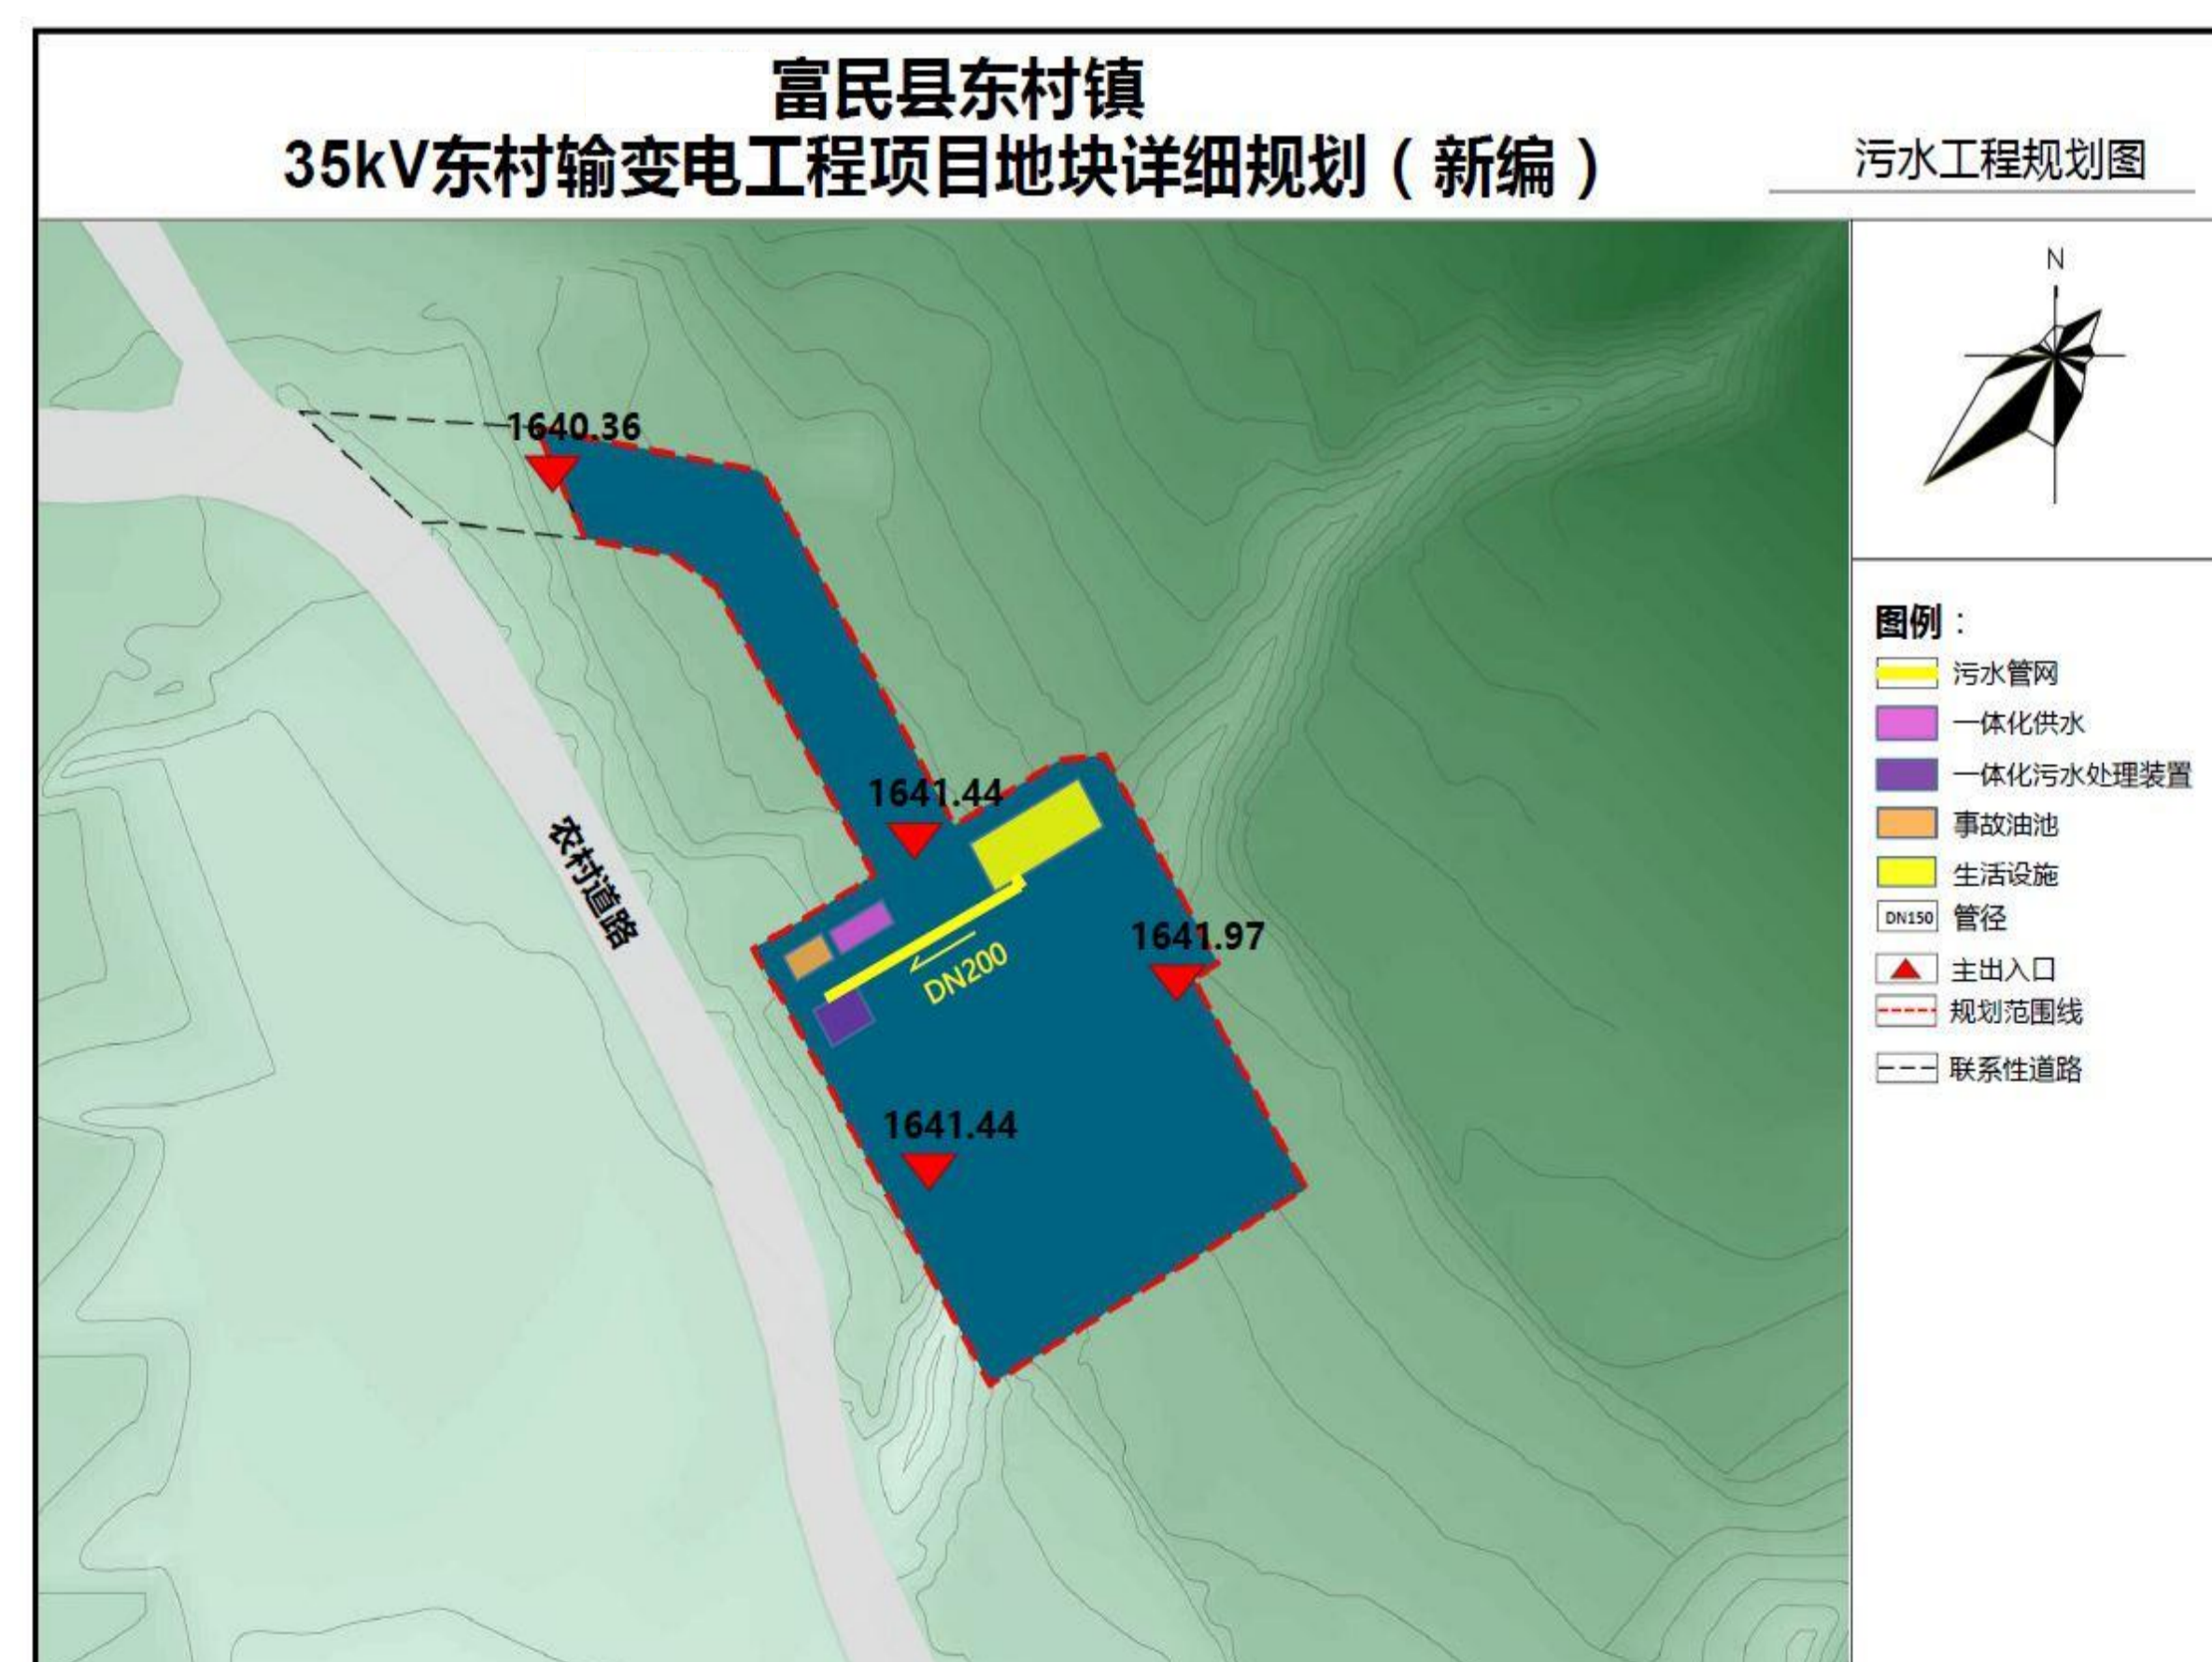 富民县东村镇
35kV东村输变电工程项目地块详细规划（新编）
污水工程规划图
N
1640.36
1641.44
1641.97
DN200
1641.44
农村道路
图例：
污水管网
一体化供水
一体化污水处理装置
事故油池
生活设施
DN150 管径
主出入口
规划范围线
联系性道路